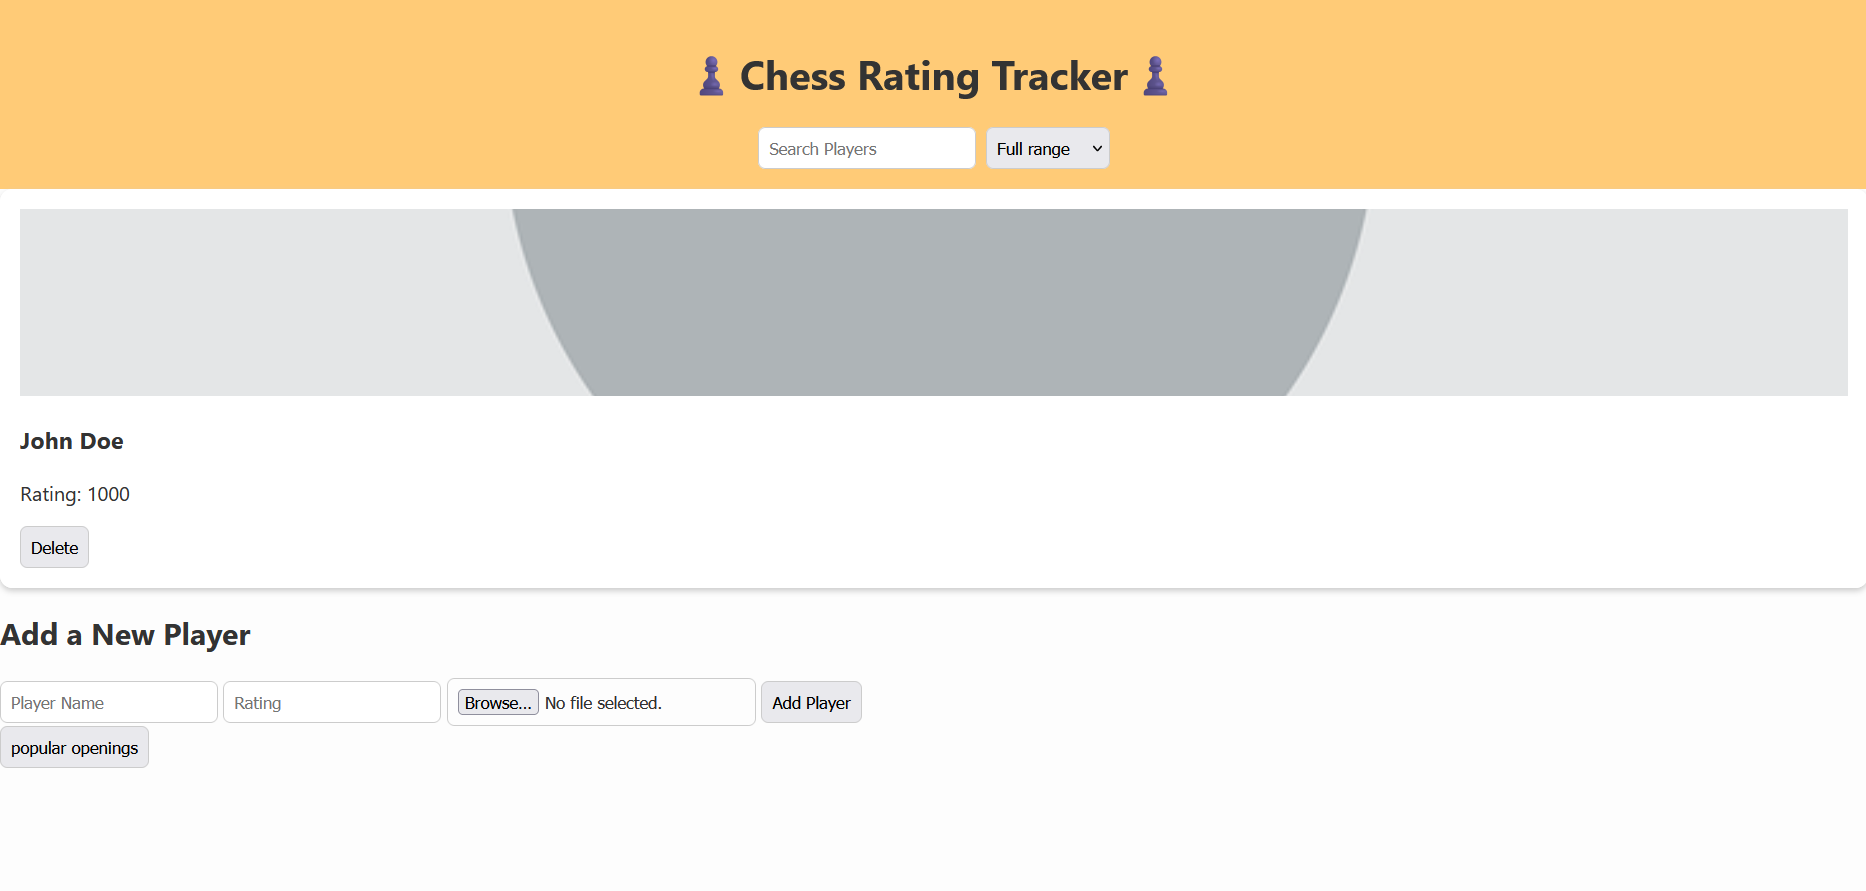 Chess Rating Tracker
Search Players Full range
John Doe
Rating: 1000
Delete
Add a New Player
Player Name Rating Browse... No file selected. Add Player
popular openings